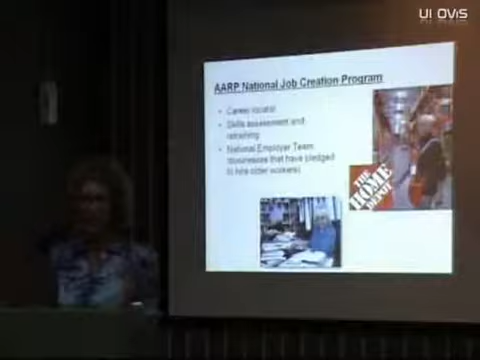 UI OViS
AARP National Job Creation Program
• Career locator
• Skills assessment and
retraining
• National Employer Team
(businesses that have pledged
to hire older workers)
THE
HOME
DEPOT